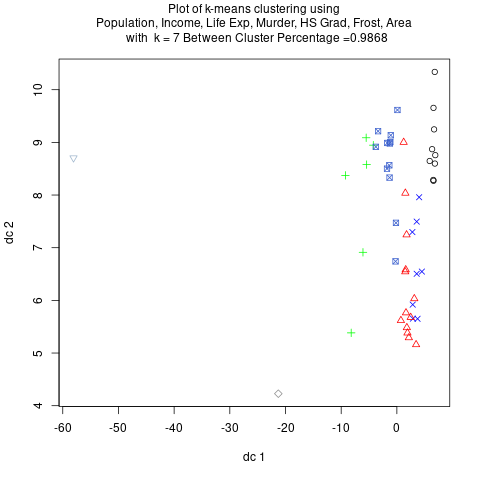 Plot of k-means clustering using
Population, Income, Life Exp, Murder, HS Grad, Frost, Area
with k = 7 Between Cluster Percentage =0.9868
10
9
8
7
6
5
4
dc 2
-60
-50
-40
-30
-20
-10
0
dc 1